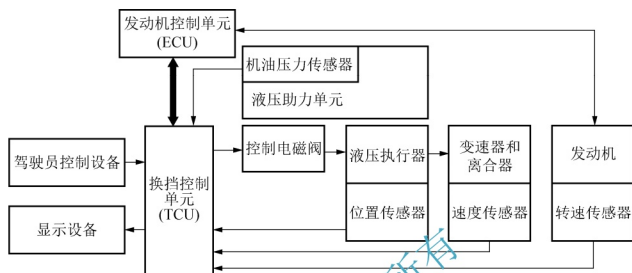 发动机控制单元
(ECU)
机油压力传感器
液压助力单元
驾驶员控制设备
换挡控制
单元
(TCU)
控制电磁阀
液压执行器
变速器和
离合器
发动机
显示设备
位置传感器
速度传感器
转速传感器
所有